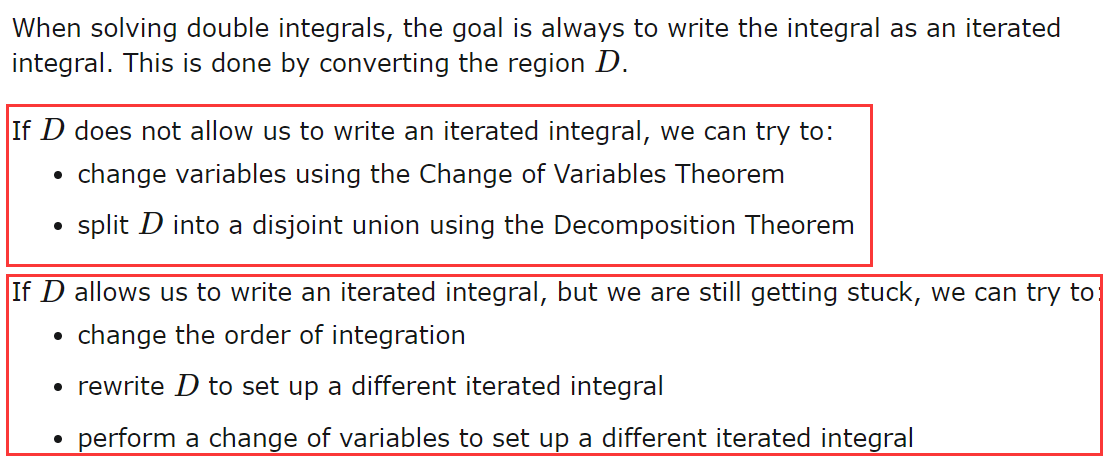 When solving double integrals, the goal is always to write the integral as an iterated
integral. This is done by converting the region D.
If D does not allow us to write an iterated integral, we can try to:
• change variables using the Change of Variables Theorem
• split D into a disjoint union using the Decomposition Theorem
If D allows us to write an iterated integral, but we are still getting stuck, we can try to:
• change the order of integration
• rewrite D to set up a different iterated integral
• perform a change of variables to set up a different iterated integral